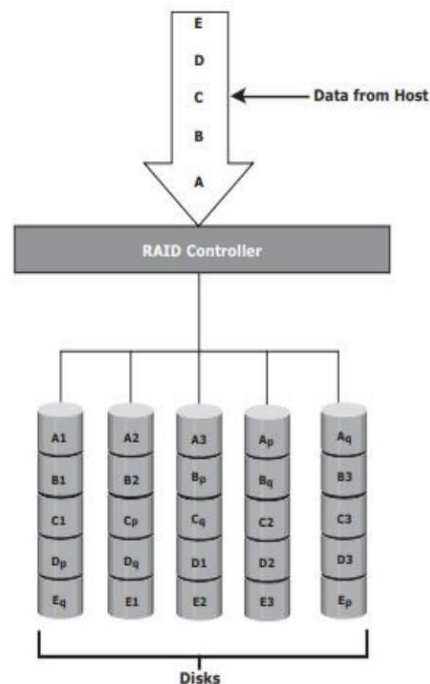 E
D
C
Data from Host
B
A
RAID Controller
A1 A2 A3 Ap Aq
B1 B2 Bp Bq B3
C1 Cp Cq C2 C3
Dp Dq D1 D2 D3
Eq E1 E2 E3 Ep
Disks